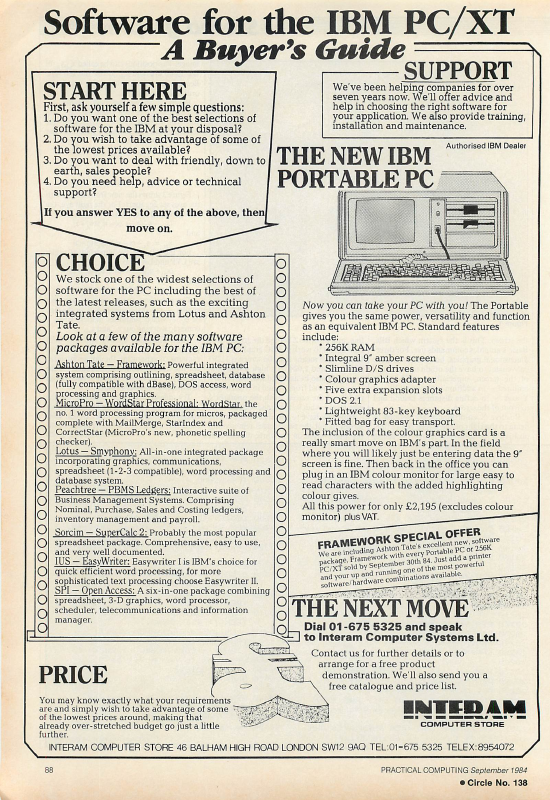 Software for the IBM PC/XT
A Buyer's Guide
START HERE
First, ask yourself a few simple questions:
1. Do you want one of the best selections of
software for the IBM at your disposal?
2. Do you wish to take advantage of some of
the lowest prices available?
3. Do you want to deal with friendly, down to
earth, sales people?
4. Do you need help, advice or technical
support?
If you answer YES to any of the above, then
move on.
SUPPORT
We've been helping companies for over
seven years now. We'll offer advice and
help in choosing the right software for
your application. We also provide training,
installation and maintenance.
Authorised IBM Dealer
THE NEW IBM
PORTABLE PC
Now you can take your PC with you! The Portable
gives you the same power, versatility and function
as an equivalent IBM PC. Standard features
include:
* 256K RAM
* Integral 9" amber screen
* Slimline D/S drives
* Colour graphics adapter
* Five extra expansion slots
* DOS 2.1
* Lightweight 83-key keyboard
* Fitted bag for easy transport.
The inclusion of the colour graphics card is a
really smart move on IBM's part. In the field
where you will likely just be entering data the 9"
screen is fine. Then back in the office you can
plug in an IBM colour monitor for large easy to
read characters with the added highlighting
colour gives.
All this power for only £2,195 (excludes colour
monitor) plus VAT.
CHOICE
We stock one of the widest selections of
software for the PC including the best of
the latest releases, such as the exciting
integrated systems from Lotus and Ashton
Tate.
Look at a few of the many software
packages available for the IBM PC:
Ashton Tate — Framework: Powerful integrated
system comprising outlining, spreadsheet, database
(fully compatible with dBase), DOS access, word
processing and graphics.
MicroPro — WordStar Professional: WordStar, the
no. 1 word processing program for micros, packaged
complete with MailMerge, StarIndex and
CorrectStar (MicroPro's new, phonetic spelling
checker).
Lotus — Smyphony: All-in-one integrated package
incorporating graphics, communications,
spreadsheet (1-2-3 compatible), word processing and
database system.
Peachtree — PBMS Ledgers: Interactive suite of
Business Management Systems. Comprising
Nominal, Purchase, Sales and Costing ledgers,
inventory management and payroll.
Sorcim — SuperCalc 2: Probably the most popular
spreadsheet package. Comprehensive, easy to use,
and very well documented.
IUS — EasyWriter: Easywriter I is IBM's choice for
quick efficient word processing, for more
sophisticated text processing choose Easywriter II.
SPI — Open Access: A six-in-one package combining
spreadsheet, 3-D graphics, word processor,
scheduler, telecommunications and information
manager.
FRAMEWORK SPECIAL OFFER
We are including Ashton Tate's excellent new, software
package, Framework with every Portable PC or 256K
PC/XT sold by September 30th 84. Just add a printer
and your up and running one of the most powerful
software/hardware combinations available.
THE NEXT MOVE
Dial 01-675 5325 and speak
to Interam Computer Systems Ltd.
Contact us for further details or to
arrange for a free product
demonstration. We'll also send you a
free catalogue and price list.
PRICE
You may know exactly what your requirements
are and simply wish to take advantage of some
of the lowest prices around, making that
already over-stretched budget go just a little
further.
£
INTERAM
COMPUTER STORE
INTERAM COMPUTER STORE 46 BALHAM HIGH ROAD LONDON SW12 9AQ TEL:01-675 5325 TELEX:8954072
88
PRACTICAL COMPUTING September 1984
• Circle No. 138